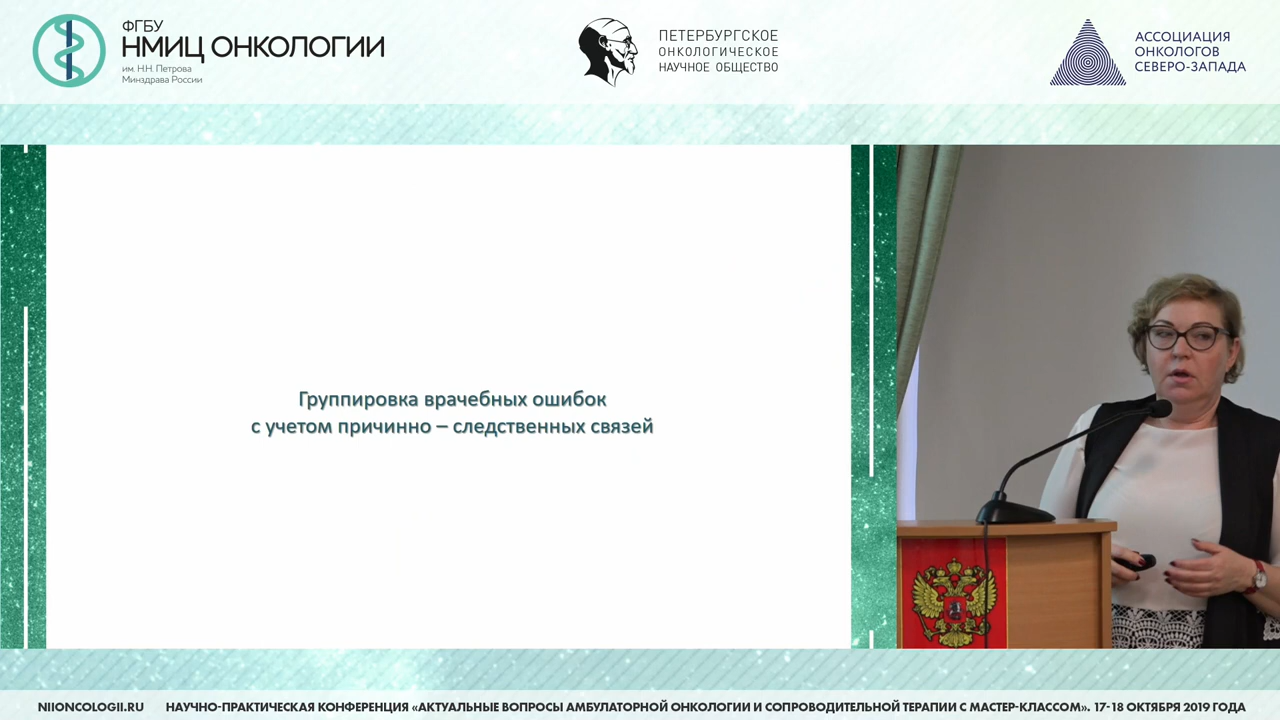 ФГБУ
НМИЦ ОНКОЛОГИИ
им. Н.Н. Петрова
Минздрава России
ПЕТЕРБУРГСКОЕ
ОНКОЛОГИЧЕСКОЕ
НАУЧНОЕ ОБЩЕСТВО
АССОЦИАЦИЯ
ОНКОЛОГОВ
СЕВЕРО-ЗАПАДА
Группировка врачебных ошибок
с учетом причинно – следственных связей
NIIONCOLOGII.RU НАУЧНО-ПРАКТИЧЕСКАЯ КОНФЕРЕНЦИЯ «АКТУАЛЬНЫЕ ВОПРОСЫ АМБУЛАТОРНОЙ ОНКОЛОГИИ И СОПРОВОДИТЕЛЬНОЙ ТЕРАПИИ С МАСТЕР-КЛАССОМ». 17-18 ОКТЯБРЯ 2019 ГОДА